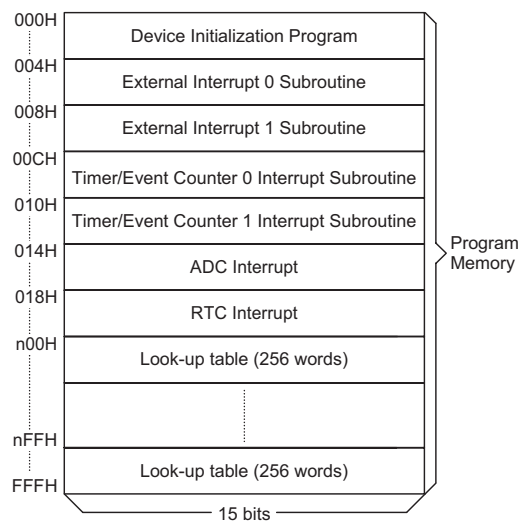 000H
Device Initialization Program
004H
External Interrupt 0 Subroutine
008H
External Interrupt 1 Subroutine
00CH
Timer/Event Counter 0 Interrupt Subroutine
010H
Timer/Event Counter 1 Interrupt Subroutine
014H
ADC Interrupt
Program
Memory
018H
RTC Interrupt
n00H
Look-up table (256 words)
nFFH
Look-up table (256 words)
FFFH
15 bits